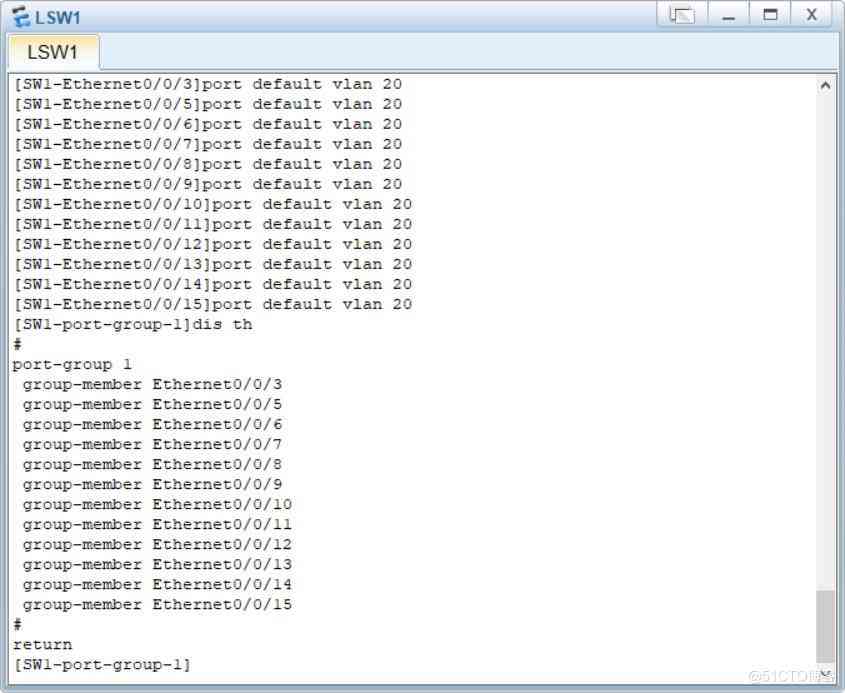 LSW1
LSW1
[SW1-Ethernet0/0/3]port default vlan 20
[SW1-Ethernet0/0/5]port default vlan 20
[SW1-Ethernet0/0/6]port default vlan 20
[SW1-Ethernet0/0/7]port default vlan 20
[SW1-Ethernet0/0/8]port default vlan 20
[SW1-Ethernet0/0/9]port default vlan 20
[SW1-Ethernet0/0/10]port default vlan 20
[SW1-Ethernet0/0/11]port default vlan 20
[SW1-Ethernet0/0/12]port default vlan 20
[SW1-Ethernet0/0/13]port default vlan 20
[SW1-Ethernet0/0/14]port default vlan 20
[SW1-Ethernet0/0/15]port default vlan 20
[SW1-port-group-1]dis th
#
port-group 1
 group-member Ethernet0/0/3
 group-member Ethernet0/0/5
 group-member Ethernet0/0/6
 group-member Ethernet0/0/7
 group-member Ethernet0/0/8
 group-member Ethernet0/0/9
 group-member Ethernet0/0/10
 group-member Ethernet0/0/11
 group-member Ethernet0/0/12
 group-member Ethernet0/0/13
 group-member Ethernet0/0/14
 group-member Ethernet0/0/15
#
return
[SW1-port-group-1]
@51CTO博客